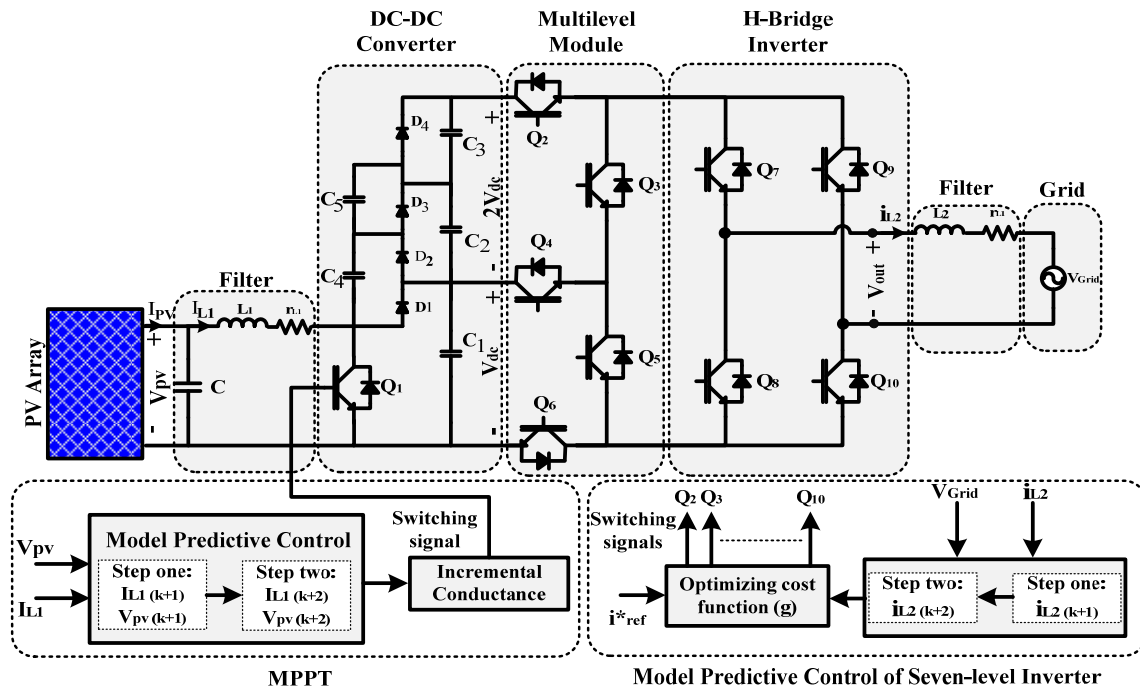 DC-DC
Converter
Multilevel
Module
H-Bridge
Inverter
D4
C3
+
Q2
Q7
Q9
C5
D3
Q3
2Vdc
Filter
Grid
iL2
L2
rL1
C2
Q4
D2
C4
-
+
Vout
-
VGrid
Filter
D1
+
IPV
IL1
L1
rL1
PV Array
+
Vpv
-
C
C1
Vdc
Q5
Q1
Q8
Q10
Q6
-
Switching
signal
Model Predictive Control
Vpv
IL1
Step one:
IL1 (k+1)
Vpv (k+1)
Step two:
IL1 (k+2)
Vpv (k+2)
Incremental
Conductance
MPPT
Switching
signals
Q2
Q3
Q10
VGrid
iL2
Optimizing cost
function (g)
i*ref
Step two:
iL2 (k+2)
Step one:
iL2 (k+1)
Model Predictive Control of Seven-level Inverter